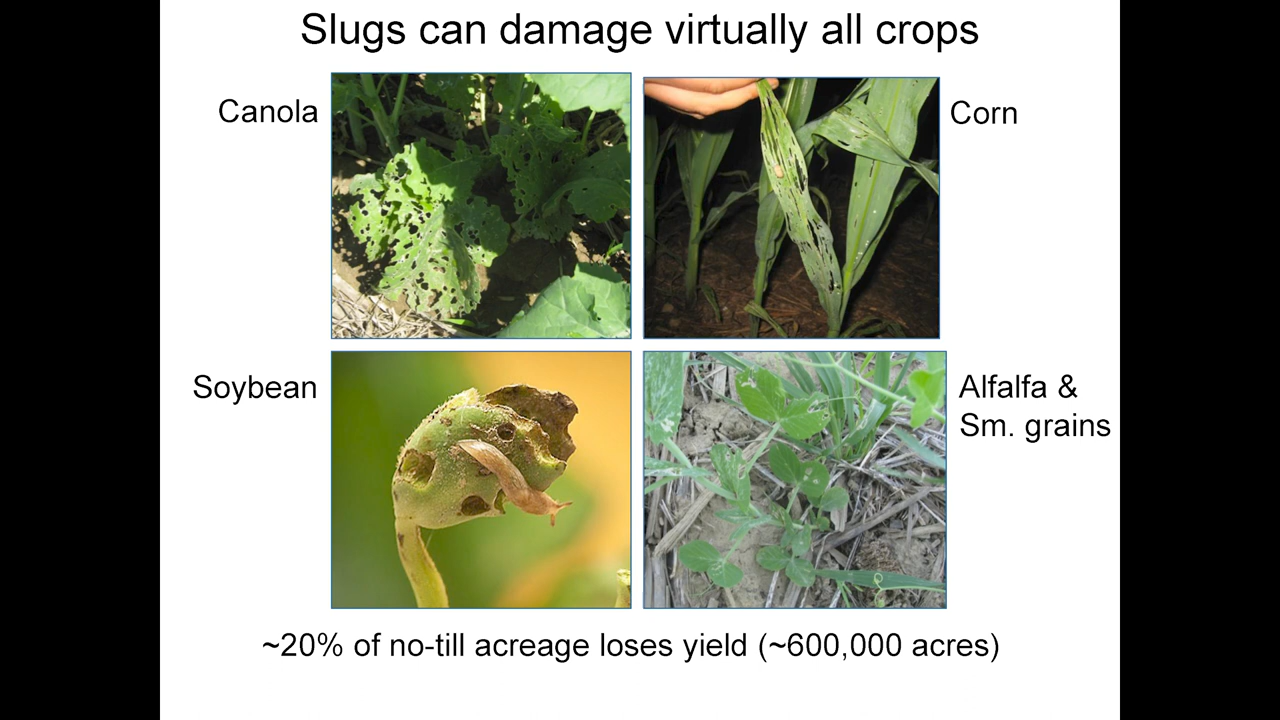 Slugs can damage virtually all crops
Canola
Corn
Soybean
Alfalfa &
Sm. grains
~20% of no-till acreage loses yield (~600,000 acres)